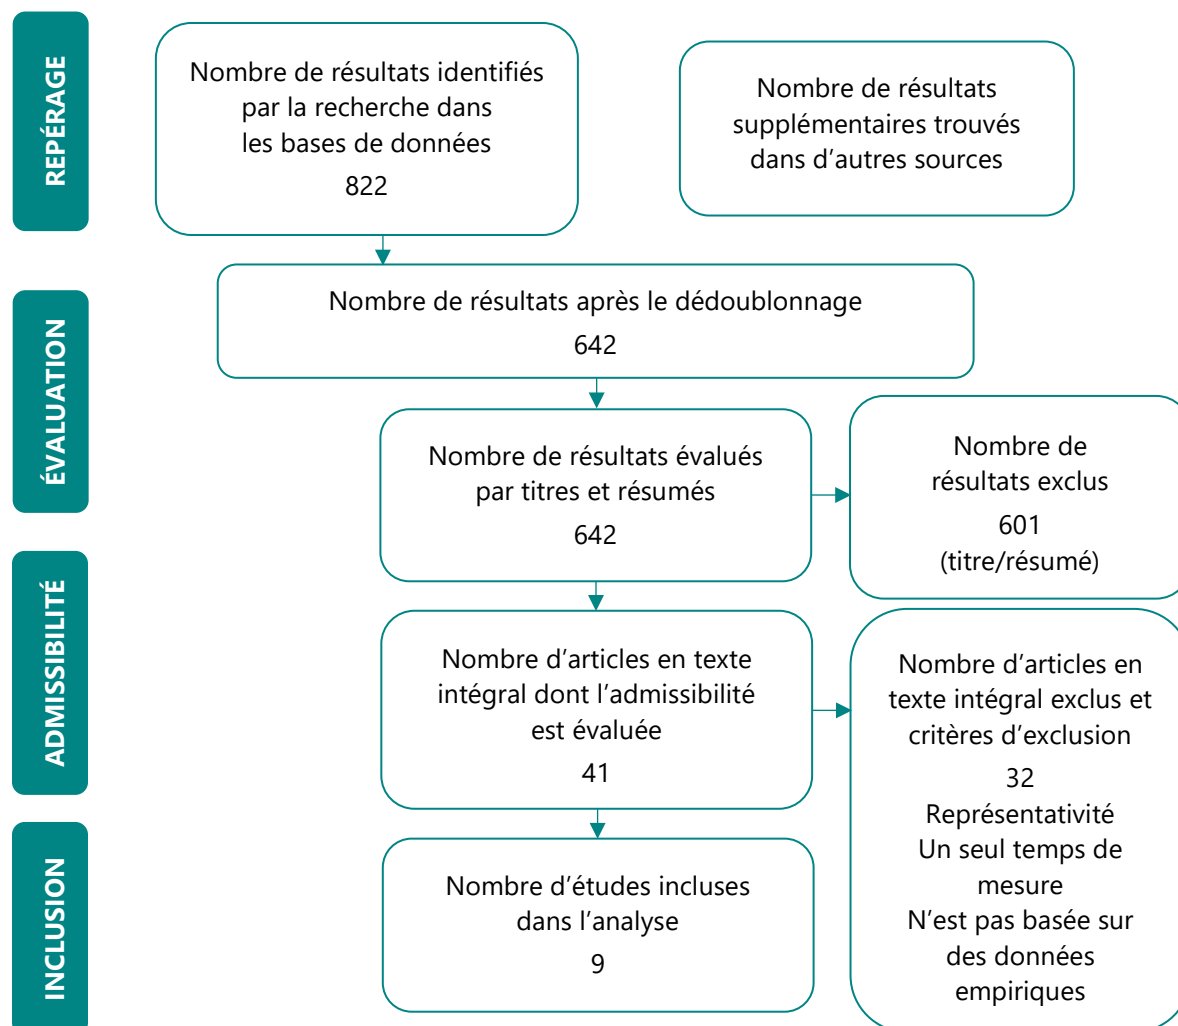 REPÉRAGE
Nombre de résultats identifiés
par la recherche dans
les bases de données
822
Nombre de résultats
supplémentaires trouvés
dans d’autres sources
ÉVALUATION
Nombre de résultats après le dédoublonnage
642
Nombre de résultats évalués
par titres et résumés
642
Nombre de
résultats exclus
601
(titre/résumé)
ADMISSIBILITÉ
Nombre d’articles en texte
intégral dont l’admissibilité
est évaluée
41
Nombre d’articles en
texte intégral exclus et
critères d’exclusion
32
Représentativité
Un seul temps de
mesure
N’est pas basée sur
des données
empiriques
INCLUSION
Nombre d’études incluses
dans l’analyse
9